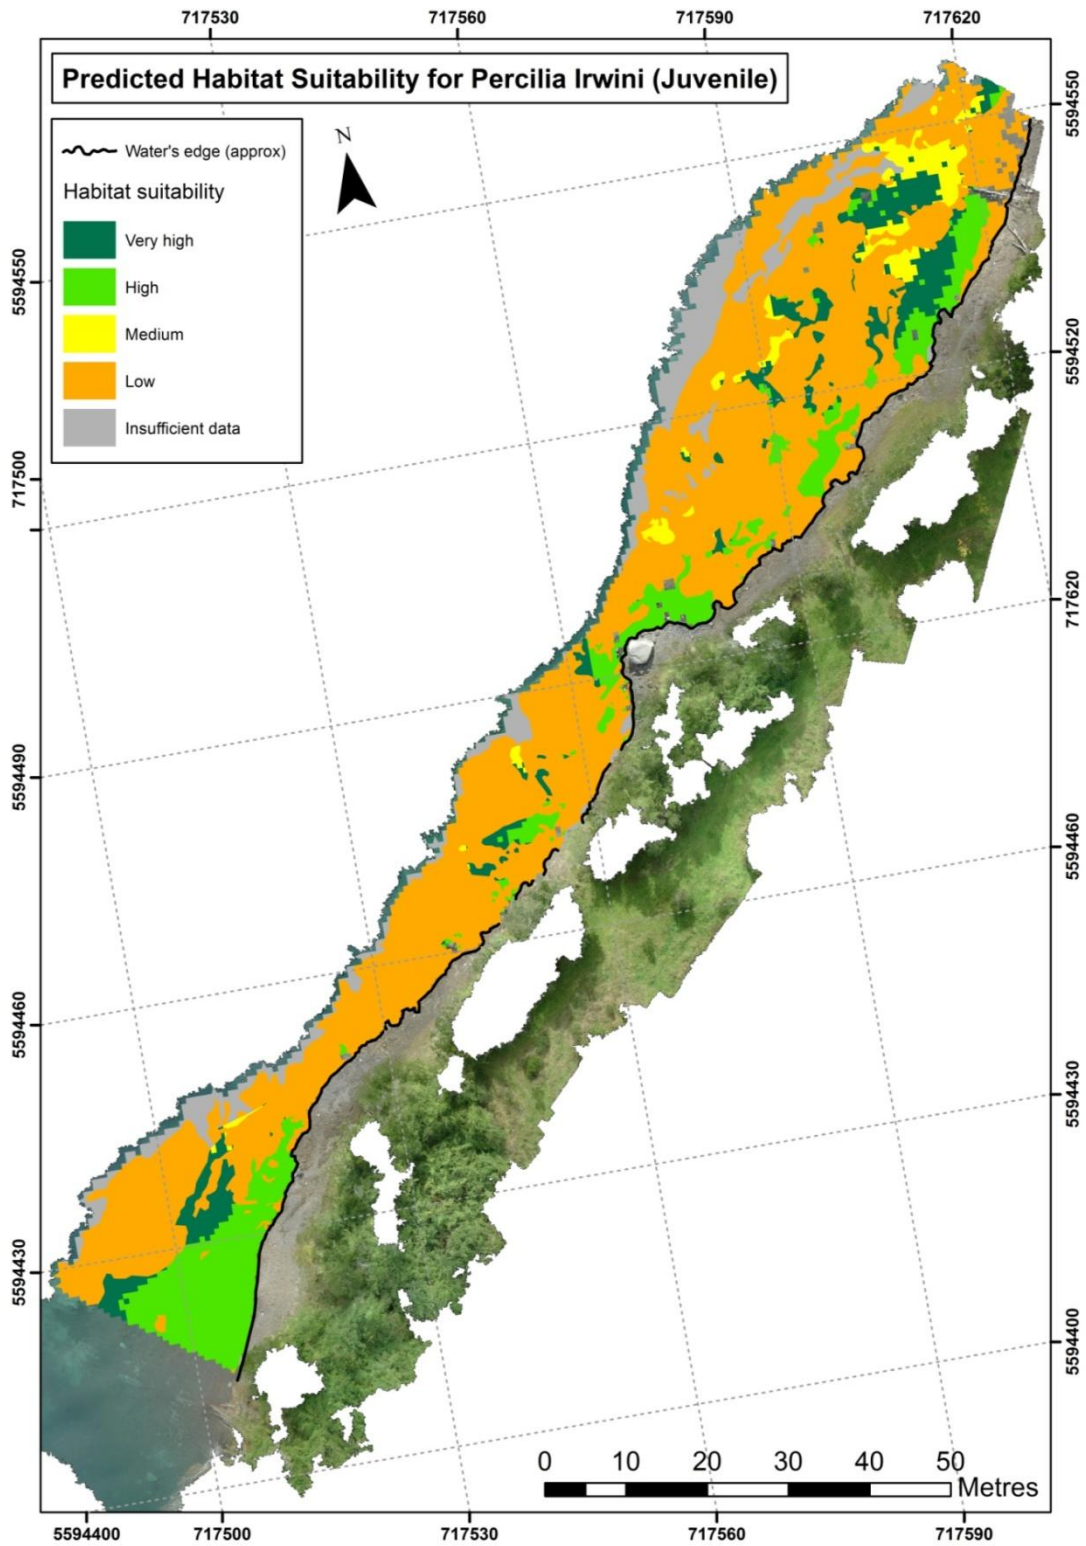 717530 717560 717590 717620
Predicted Habitat Suitability for Percilia Irwini (Juvenile)
N
Water's edge (approx)
Habitat suitability
Very high
High
Medium
Low
Insufficient data
5594550
717500
5594490
5594460
5594430
5594550
5594520
717620
5594460
5594430
5594400
0 10 20 30 40 50
Metres
5594400 717500 717530 717560 717590